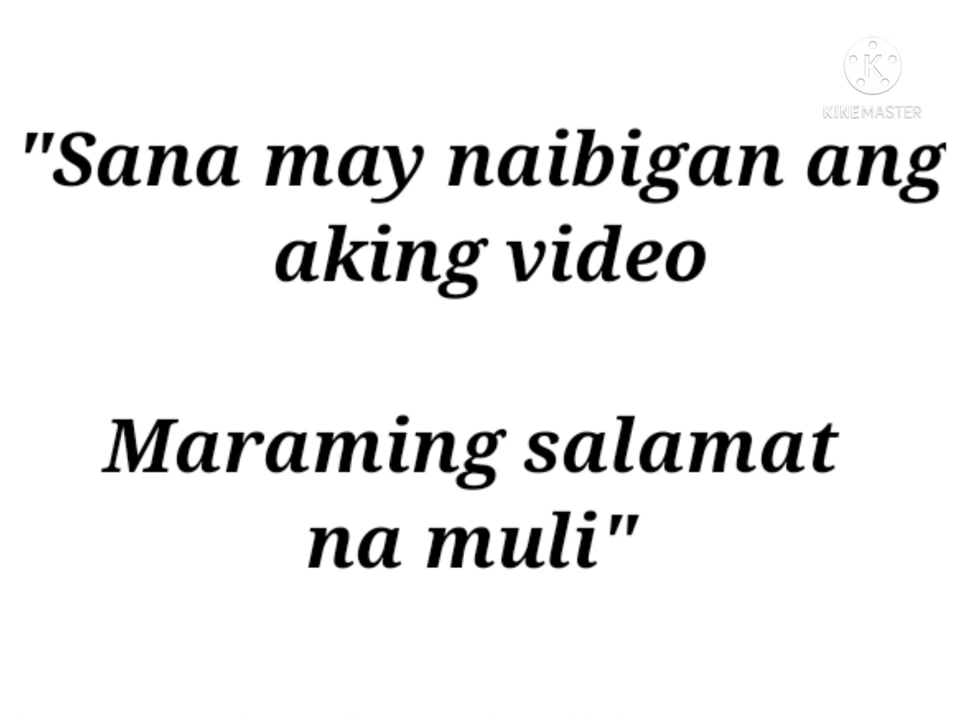 KINEMASTER
"Sana may naibigan ang
aking video
Maraming salamat
na muli"